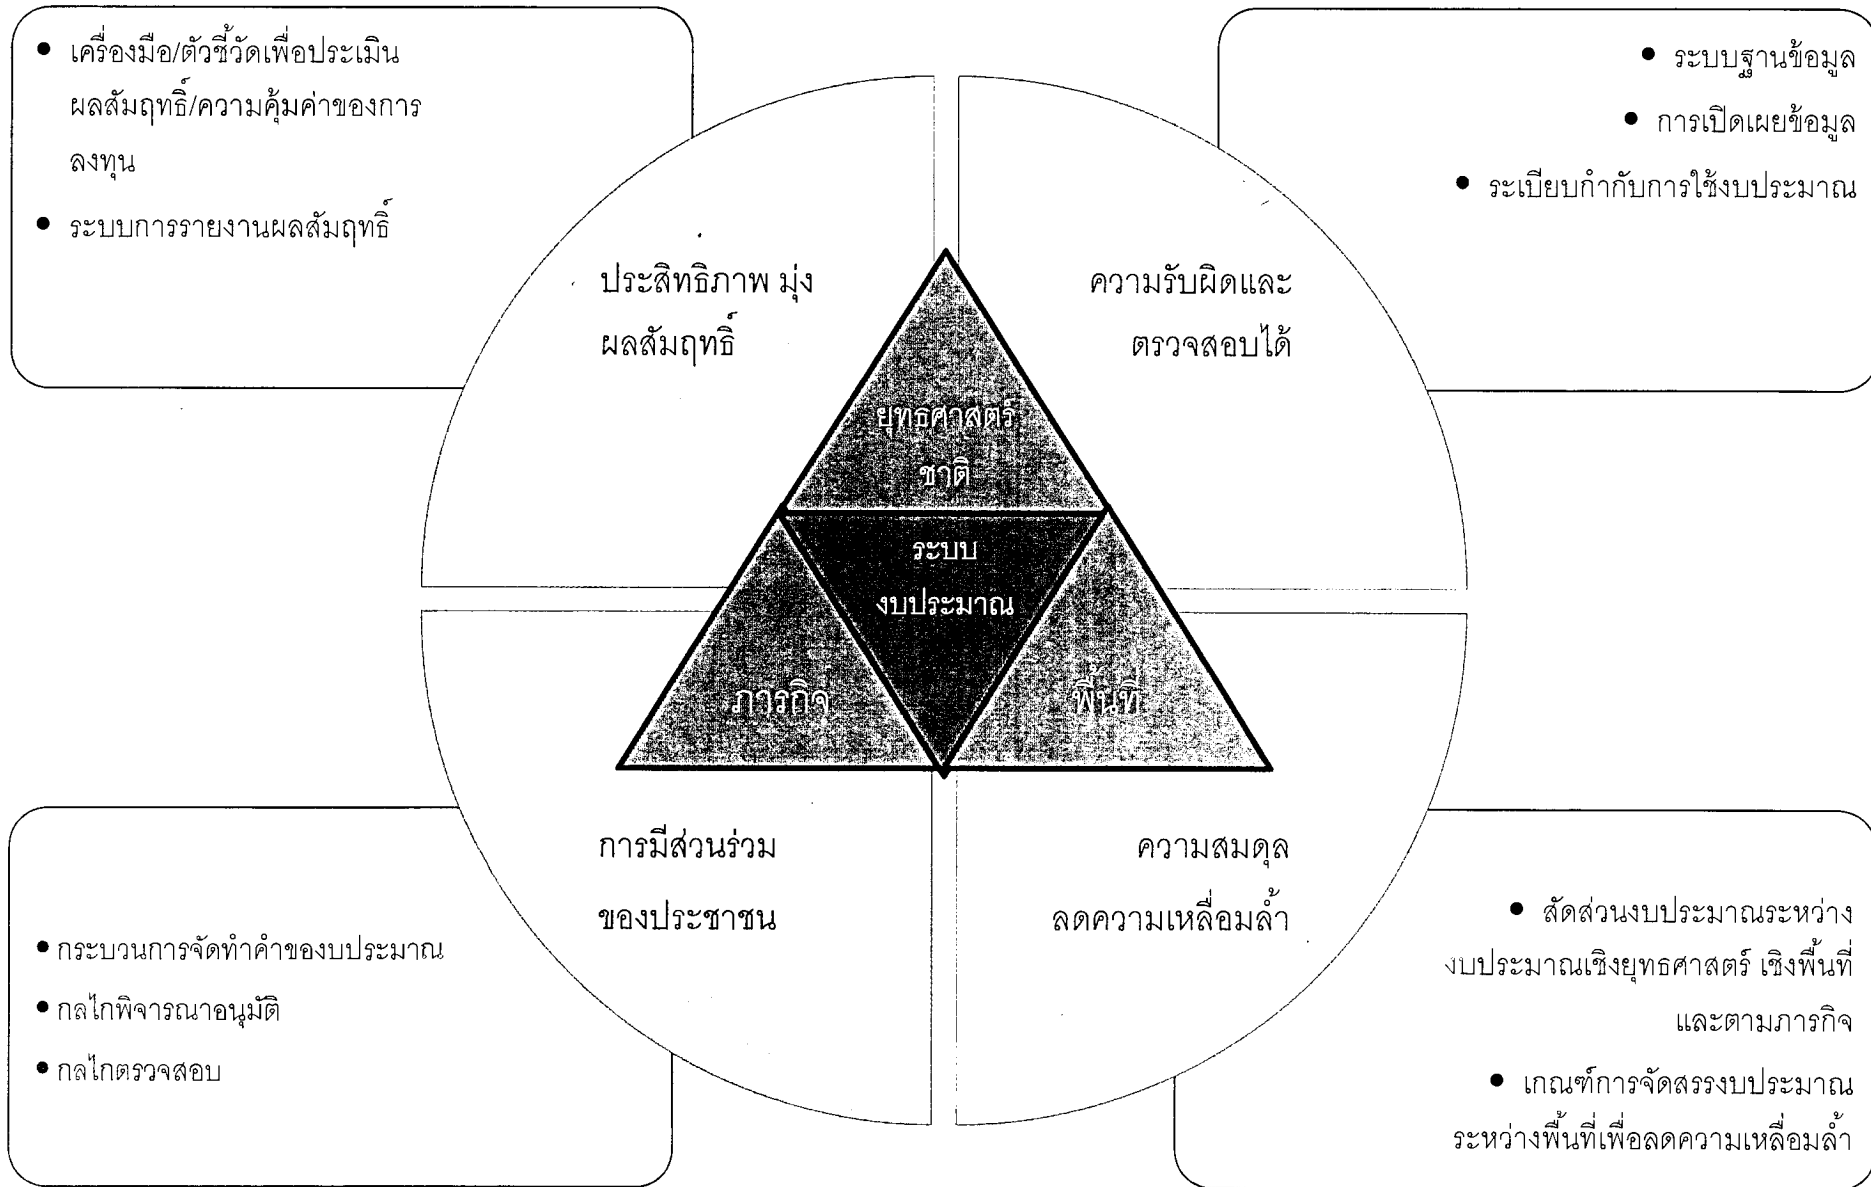 • เครื่องมือ/ตัวชี้วัดเพื่อประเมิน
ผลสัมฤทธิ์/ความคุ้มค่าของการ
ลงทุน
• ระบบการรายงานผลสัมฤทธิ์
• ระบบฐานข้อมูล
• การเปิดเผยข้อมูล
• ระเบียบกำกับการใช้งบประมาณ
ประสิทธิภาพ มุ่ง
ผลสัมฤทธิ์
ความรับผิดและ
ตรวจสอบได้
ยุทธศาสตร์
ชาติ
ระบบ
งบประมาณ
ภารกิจ
พื้นที่
การมีส่วนร่วม
ของประชาชน
ความสมดุล
ลดความเหลื่อมล้ำ
• กระบวนการจัดทำคำของบประมาณ
• กลไกพิจารณาอนุมัติ
• กลไกตรวจสอบ
• สัดส่วนงบประมาณระหว่าง
งบประมาณเชิงยุทธศาสตร์ เชิงพื้นที่
และตามภารกิจ
• เกณฑ์การจัดสรรงบประมาณ
ระหว่างพื้นที่เพื่อลดความเหลื่อมล้ำ